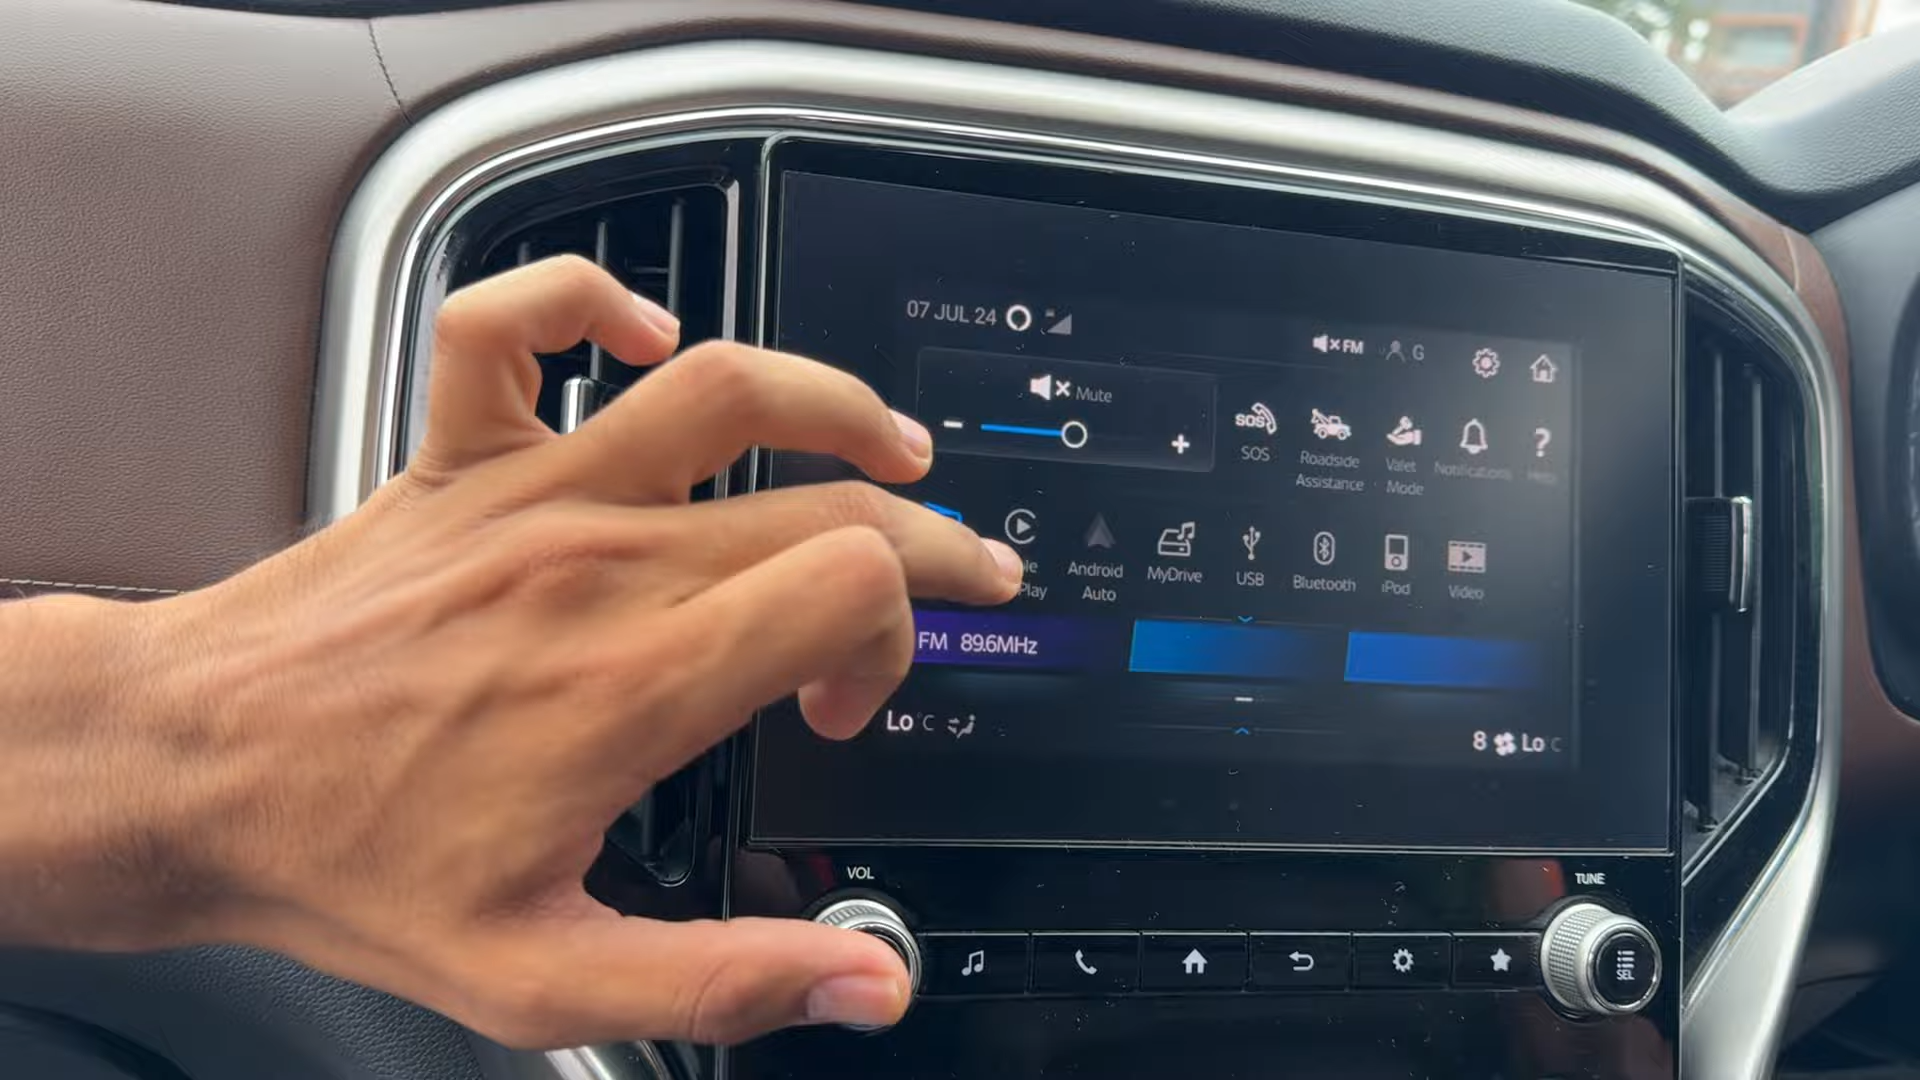 07 JUL 24
FM
G
Mute
SOS
SOS
Roadside
Assistance
Valet
Mode
Notifications
Help
Play
Android
Auto
MyDrive
USB
Bluetooth
iPod
Video
FM 89.6MHz
Lo °C
8 Lo °C
VOL
TUNE
SEL